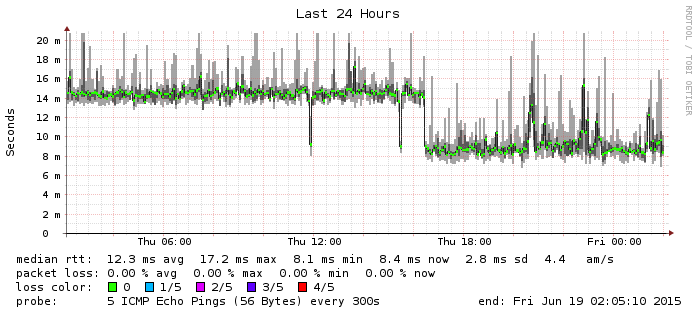 Last 24 Hours
RRDTOOL / TOBI OETIKER
Seconds
20 m
18 m
16 m
14 m
12 m
10 m
8 m
6 m
4 m
2 m
0
Thu 06:00 Thu 12:00 Thu 18:00 Fri 00:00
median rtt: 12.3 ms avg 17.2 ms max 8.1 ms min 8.4 ms now 2.8 ms sd 4.4 am/s
packet loss: 0.00 % avg 0.00 % max 0.00 % min 0.00 % now
loss color: 0 1/5 2/5 3/5 4/5
probe: 5 ICMP Echo Pings (56 Bytes) every 300s end: Fri Jun 19 02:05:10 2015